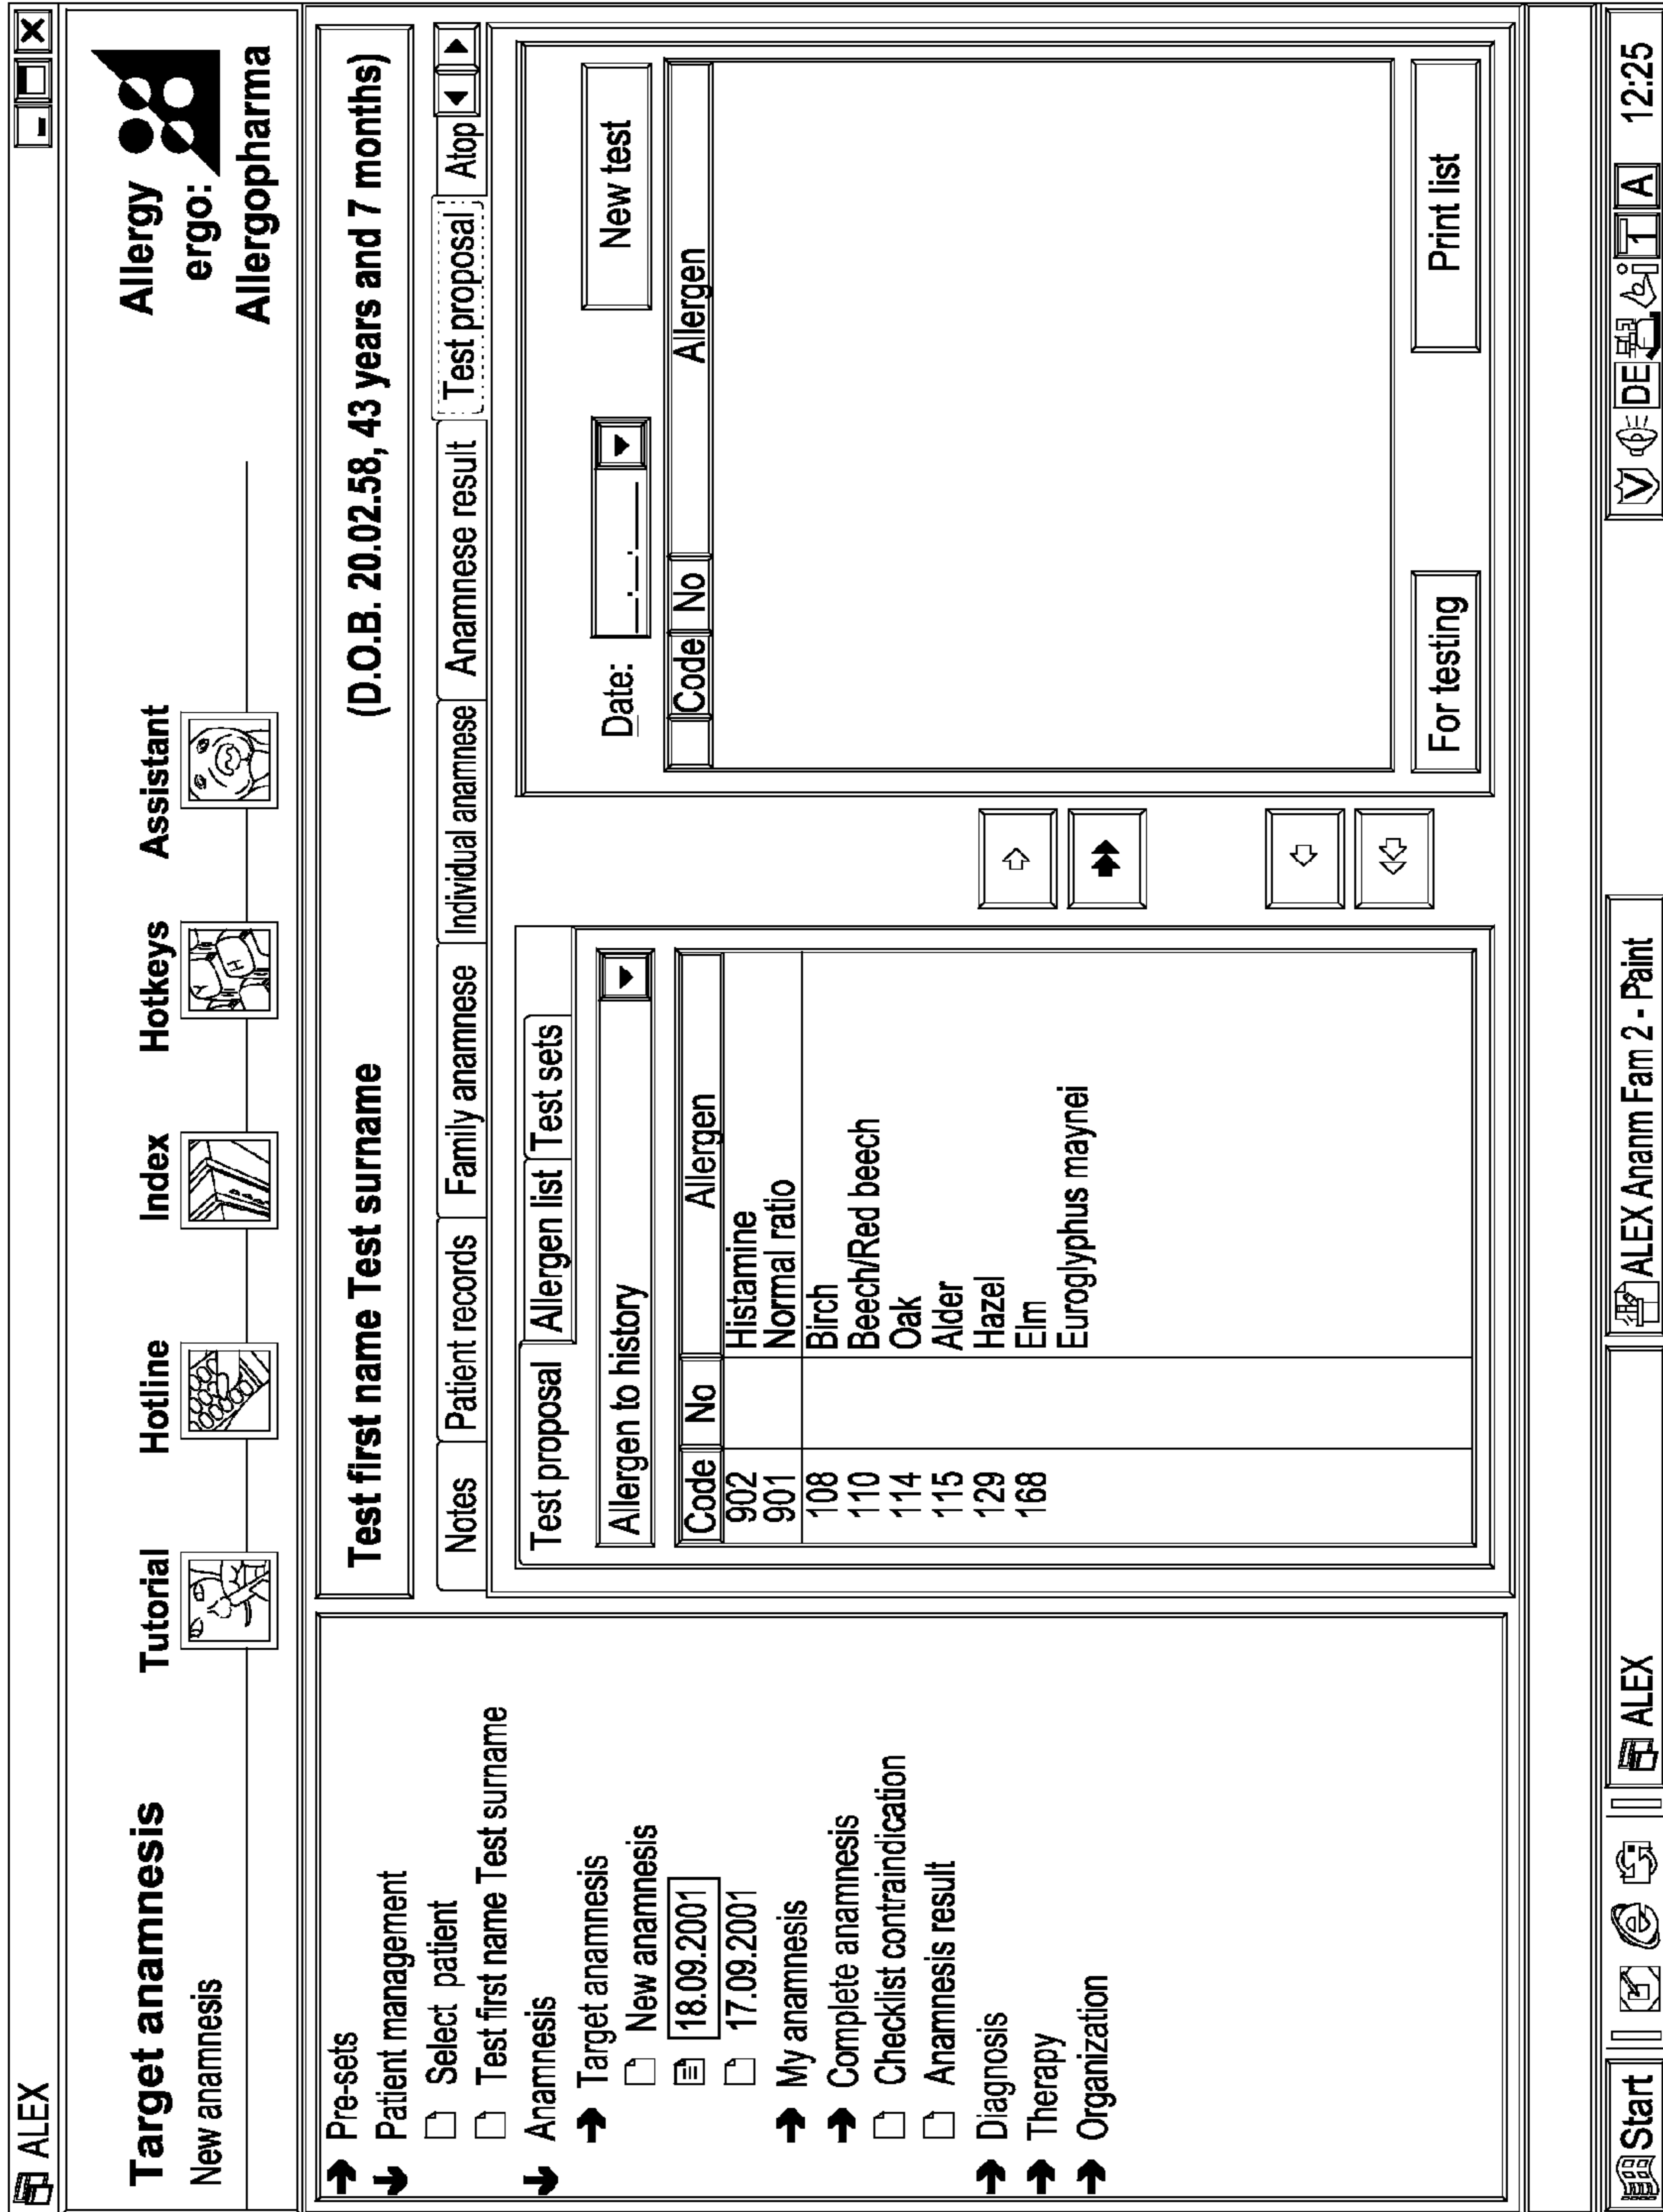 ALEX
Target anamnesis
New anamnesis
Tutorial
Hotline
Index
Hotkeys
Assistant
Allergy
ergo:
Allergopharma
Pre-sets
Patient management
Select patient
Test first name Test surname
Anamnesis
Target anamnesis
New anamnesis
18.09.2001
17.09.2001
My anamnesis
Complete anamnesis
Checklist contraindication
Anamnesis result
Diagnosis
Therapy
Organization
Test first name Test surname (D.O.B. 20.02.58, 43 years and 7 months)
Notes Patient records Family anamnese Individual anamnese Anamnese result Test proposal Atop
Test proposal Allergen list Test sets
Allergen to history
Code No Allergen
902 Histamine
901 Normal ratio
108 Birch
110 Beech/Red beech
114 Oak
115 Alder
129 Hazel
168 Elm
Euroglyphus maynei
Date: __.__.____
New test
Code No Allergen
For testing
Print list
Start
ALEX
ALEX Ananm Fam 2 - Paint
V
DE
1
A
12:25